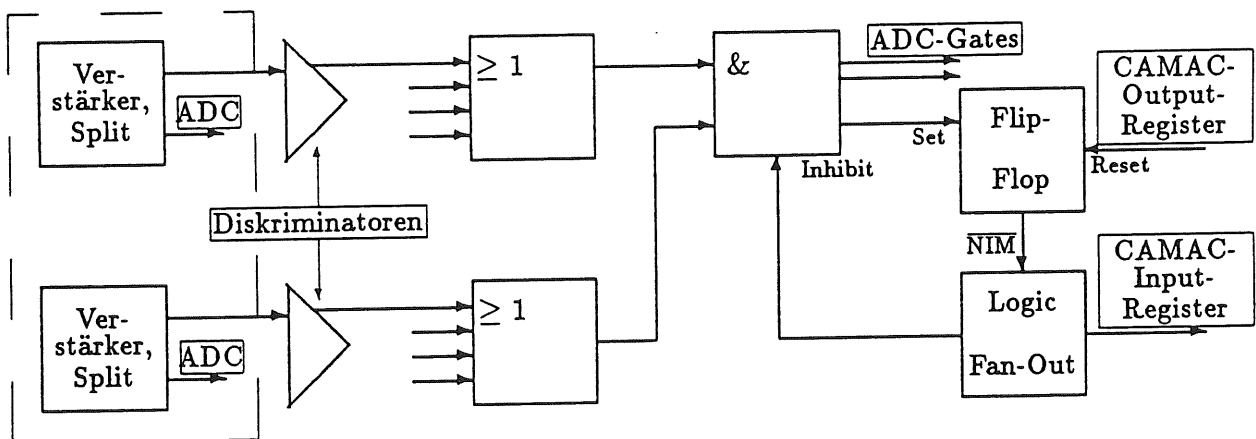 Ver-
stärker,
Split
ADC
≥ 1
&
ADC-Gates
Set
Inhibit
Flip-
Flop
CAMAC-
Output-
Register
Reset
Diskriminatoren
Ver-
stärker,
Split
ADC
≥ 1
N̅I̅M̅
Logic
Fan-Out
CAMAC-
Input-
Register